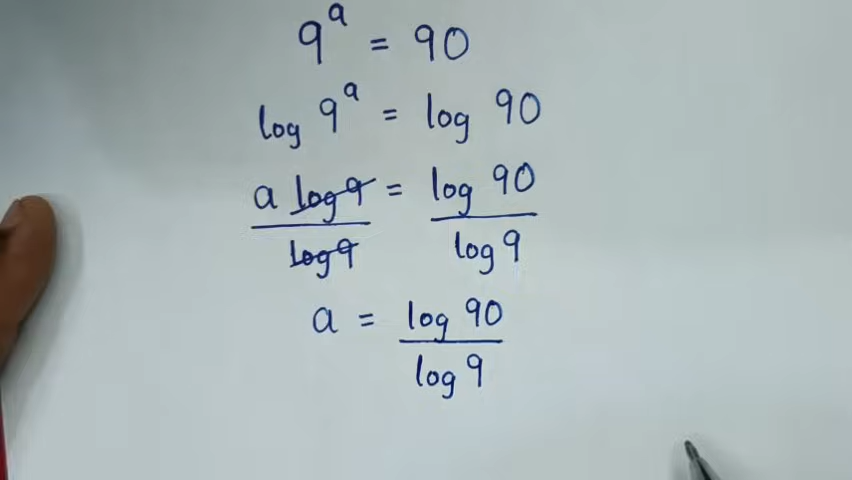 9^a = 90
log 9^a = log 90
a log 9 / log 9 = log 90 / log 9
a = log 90 / log 9